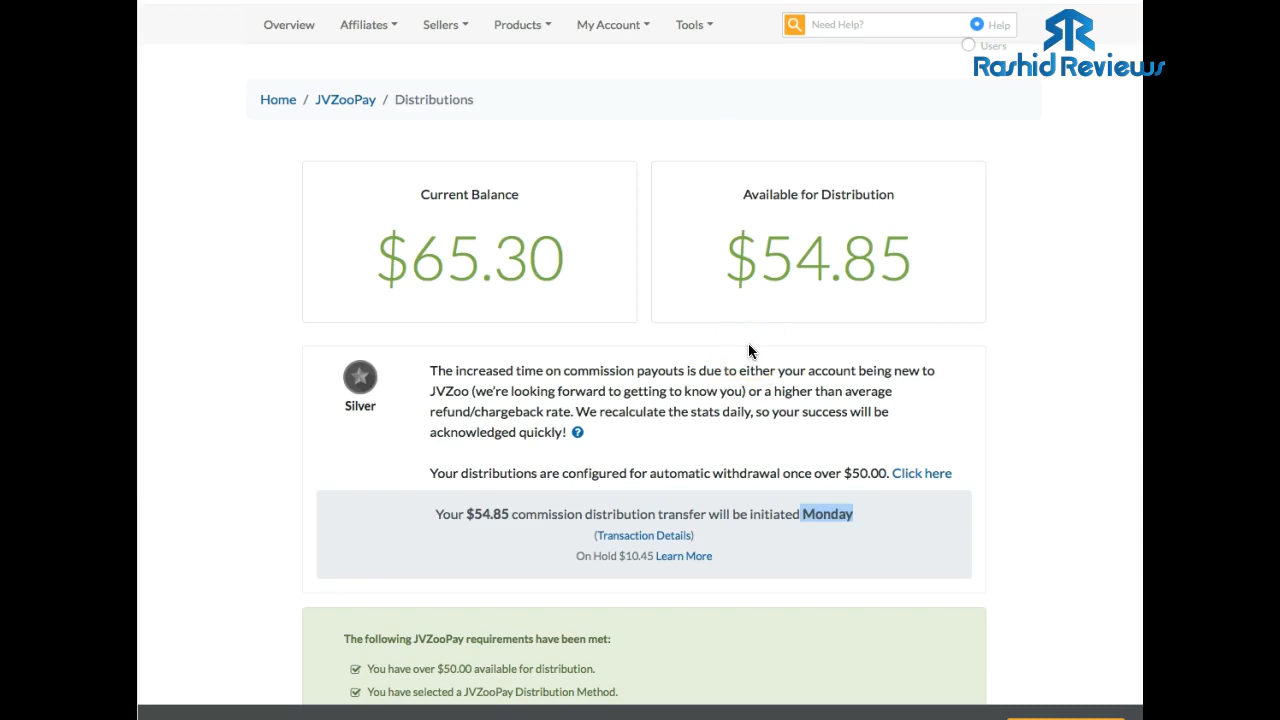 Overview Affiliates Sellers Products My Account Tools Need Help? Help
Users
Rashid Reviews
Home / JVZooPay / Distributions
Current Balance Available for Distribution
$65.30 $54.85
The increased time on commission payouts is due to either your account being new to
JVZoo (we're looking forward to getting to know you) or a higher than average
Silver
refund/chargeback rate. We recalculate the stats daily, so your success will be
acknowledged quickly!
Your distributions are configured for automatic withdrawal once over $50.00. Click here
Your $54.85 commission distribution transfer will be initiated Monday
(Transaction Details)
On Hold $10.45 Learn More
The following JVZooPay requirements have been met:
You have over $50.00 available for distribution.
You have selected a JVZooPay Distribution Method.